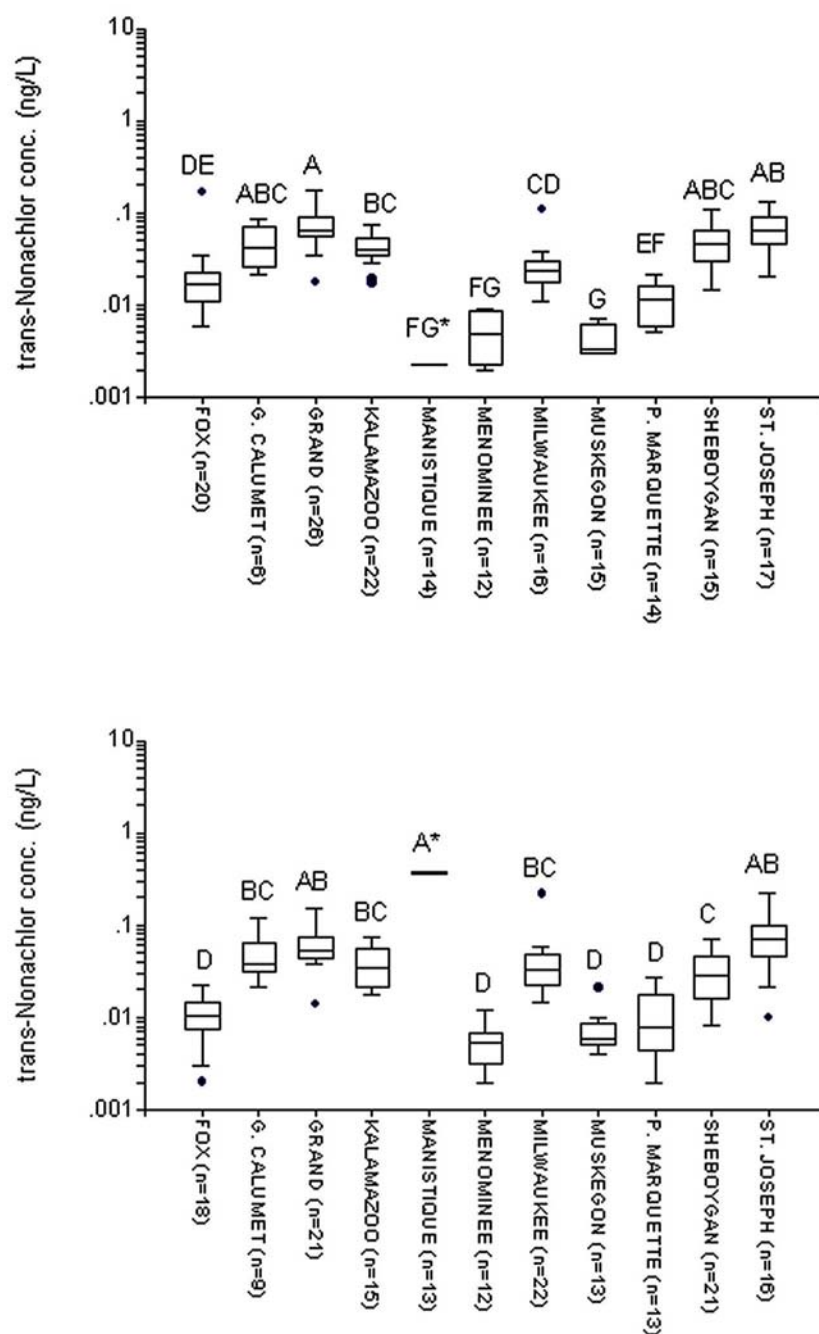 trans-Nonachlor conc. (ng/L)
10
1
.1
.01
.001
DE
ABC
A
BC
FG*
FG
CD
G
EF
ABC
AB
FOX (n=20)
G. CALUMET (n=6)
GRAND (n=26)
KALAMAZOO (n=22)
MANISTIQUE (n=14)
MENOMINEE (n=12)
MILWAUKEE (n=16)
MUSKEGON (n=15)
P. MARQUETTE (n=14)
SHEBOYGAN (n=15)
ST. JOSEPH (n=17)
trans-Nonachlor conc. (ng/L)
10
1
.1
.01
.001
D
BC
AB
BC
A*
D
BC
D
D
C
AB
FOX (n=18)
G. CALUMET (n=9)
GRAND (n=21)
KALAMAZOO (n=15)
MANISTIQUE (n=13)
MENOMINEE (n=12)
MILWAUKEE (n=22)
MUSKEGON (n=13)
P. MARQUETTE (n=13)
SHEBOYGAN (n=21)
ST. JOSEPH (n=16)